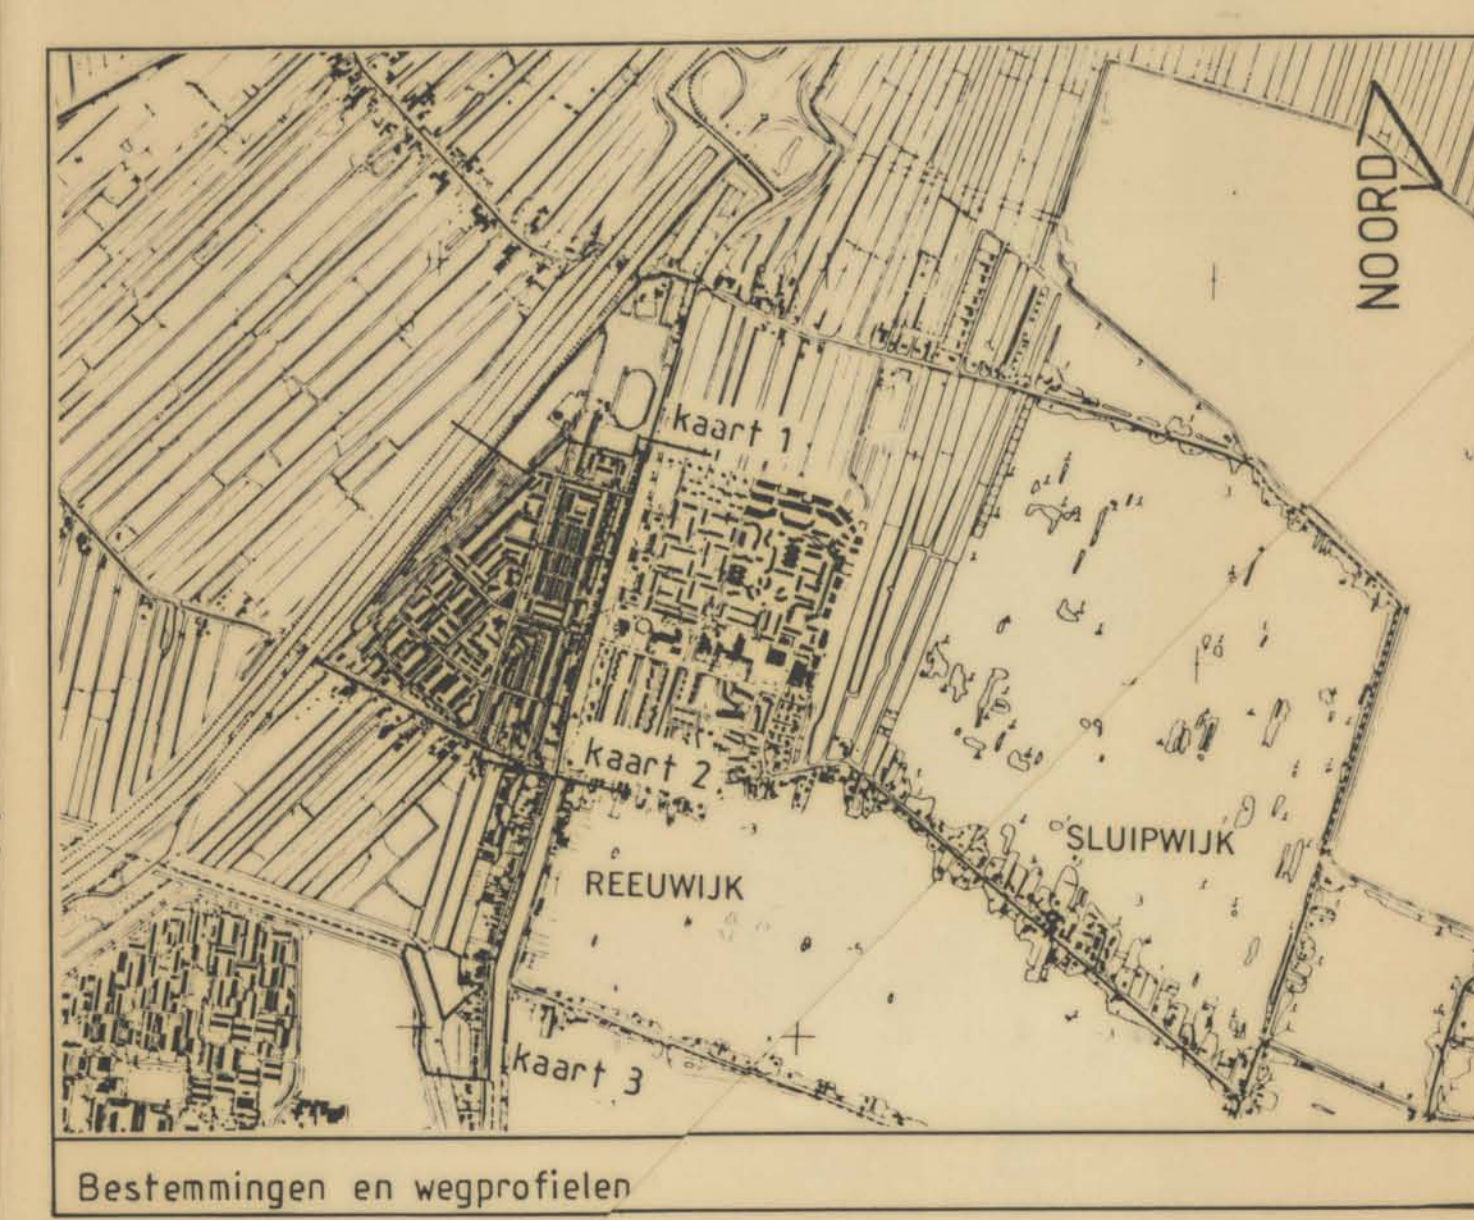 NOORD
kaart 1
kaart 2
SLUIPWIJK
REEUWIJK
kaart 3
Bestemmingen en wegprofielen